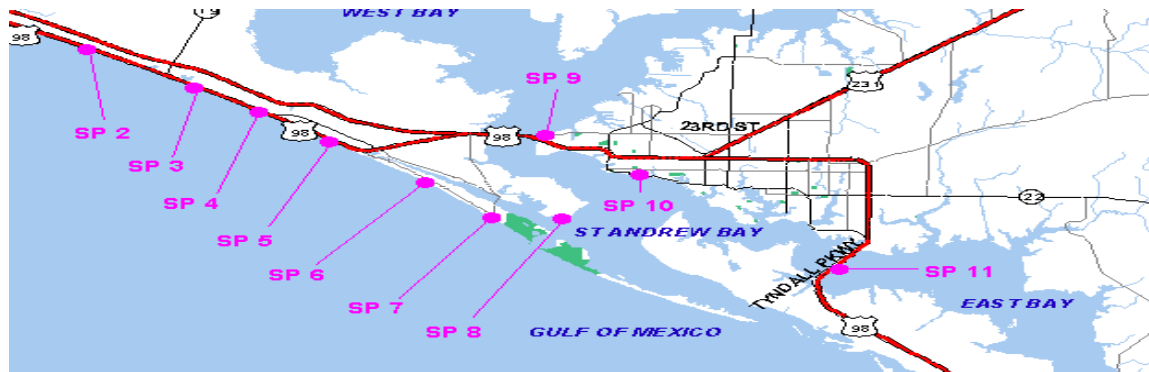 WEST BAY
19
98
SP 2
SP 3
SP 4
98
SP 5
SP 6
SP 7
SP 8
SP 9
98
23RD ST
231
SP 10
22
ST ANDREW BAY
TYNDALL PKWY
SP 11
EAST BAY
GULF OF MEXICO
98